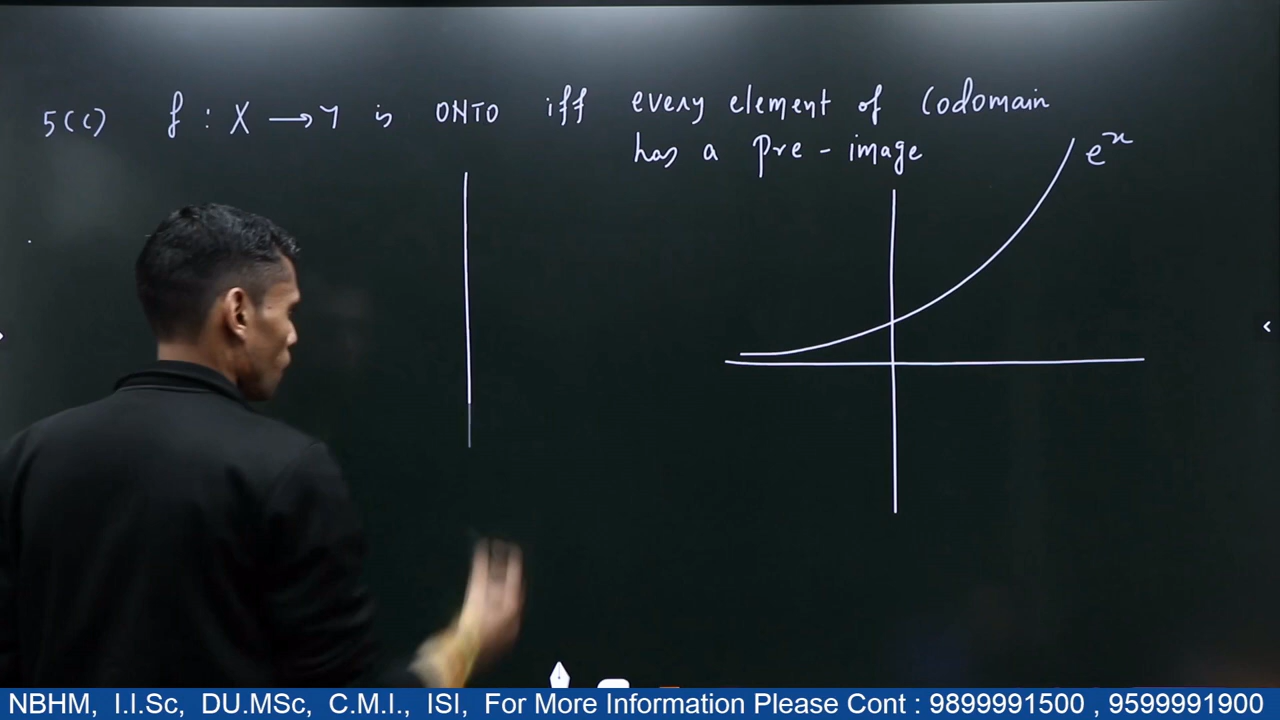 5(c) f : X → Y is ONTO iff every element of Codomain
has a pre - image
eˣ
NBHM, I.I.Sc, DU.MSc, C.M.I., ISI, For More Information Please Cont : 9899991500 , 9599991900